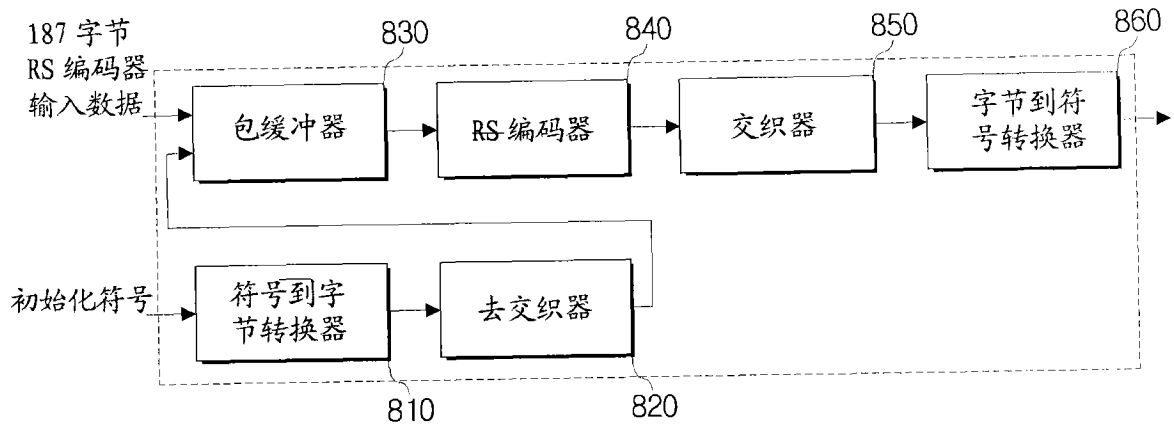 187 字节
RS 编码器
输入数据
830
840
850
860
包缓冲器
RS 编码器
交织器
字节到符
号转换器
初始化符号
符号到字
节转换器
去交织器
810
820